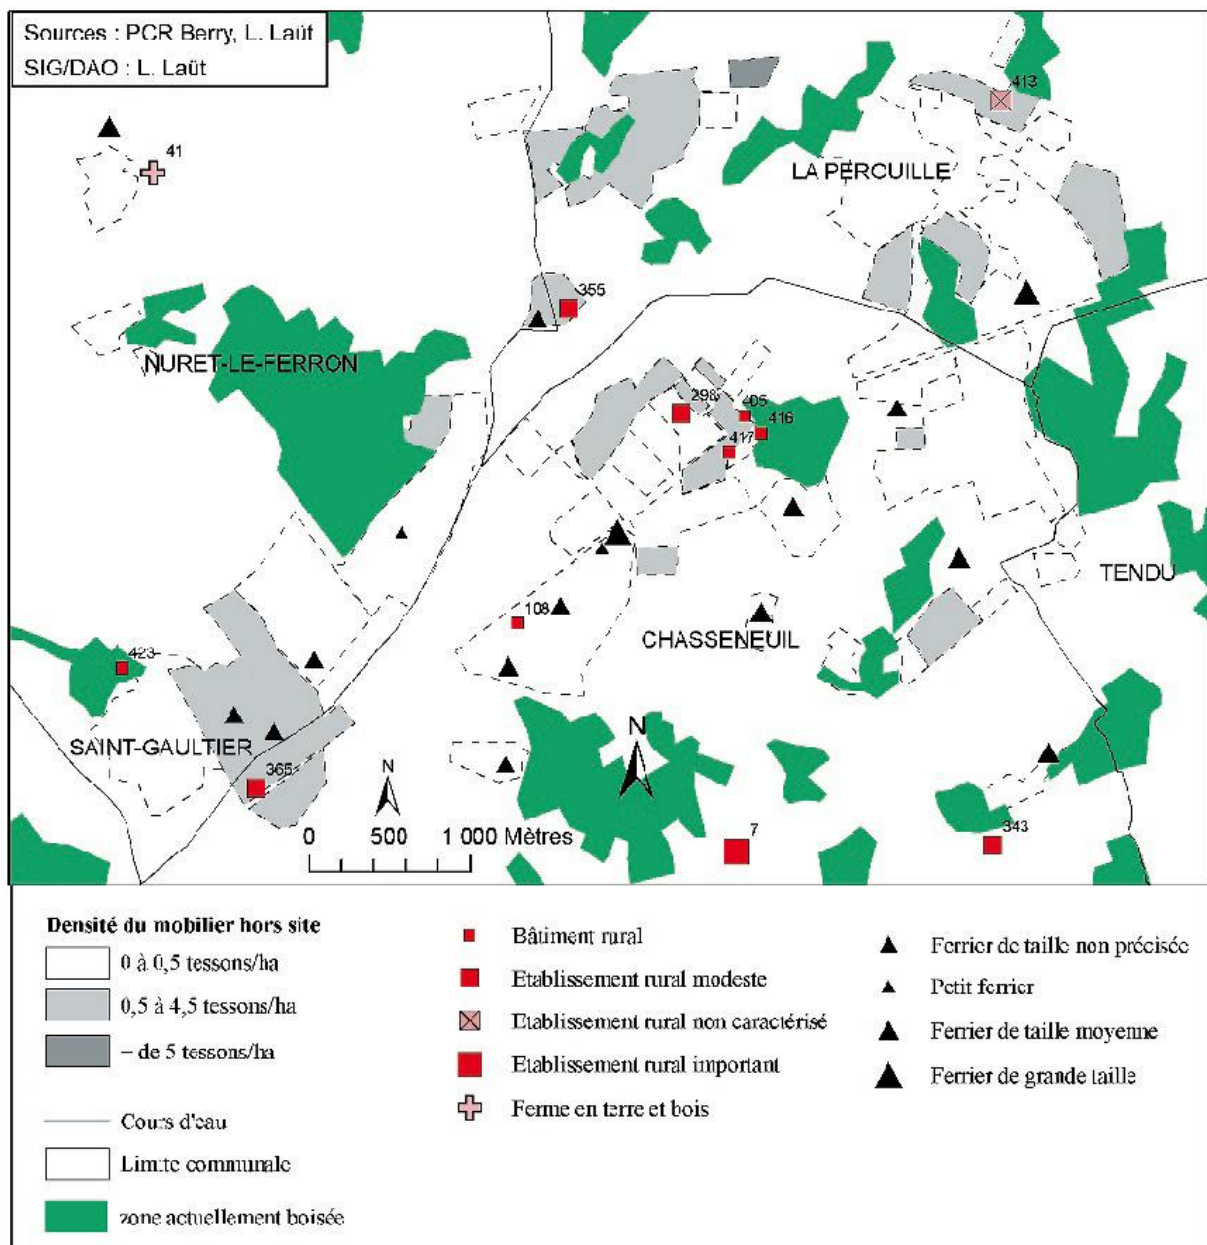 Sources : PCR Berry, L. Laüt
SIG/DAO : L. Laüt
413
41
LA PEROUILLE
355
NURET-LE-FERRON
298
405
416
417
TENDU
108
CHASSENEUIL
423
SAINT-GAULTIER
365
N
N
0 500 1 000 Mètres
7
343
Densité du mobilier hors site
0 à 0,5 tessons/ha
0,5 à 4,5 tessons/ha
– de 5 tessons/ha
Cours d'eau
Limite communale
zone actuellement boisée
Bâtiment rural
Etablissement rural modeste
Etablissement rural non caractérisé
Etablissement rural important
Ferme en terre et bois
Ferrier de taille non précisée
Petit ferrier
Ferrier de taille moyenne
Ferrier de grande taille